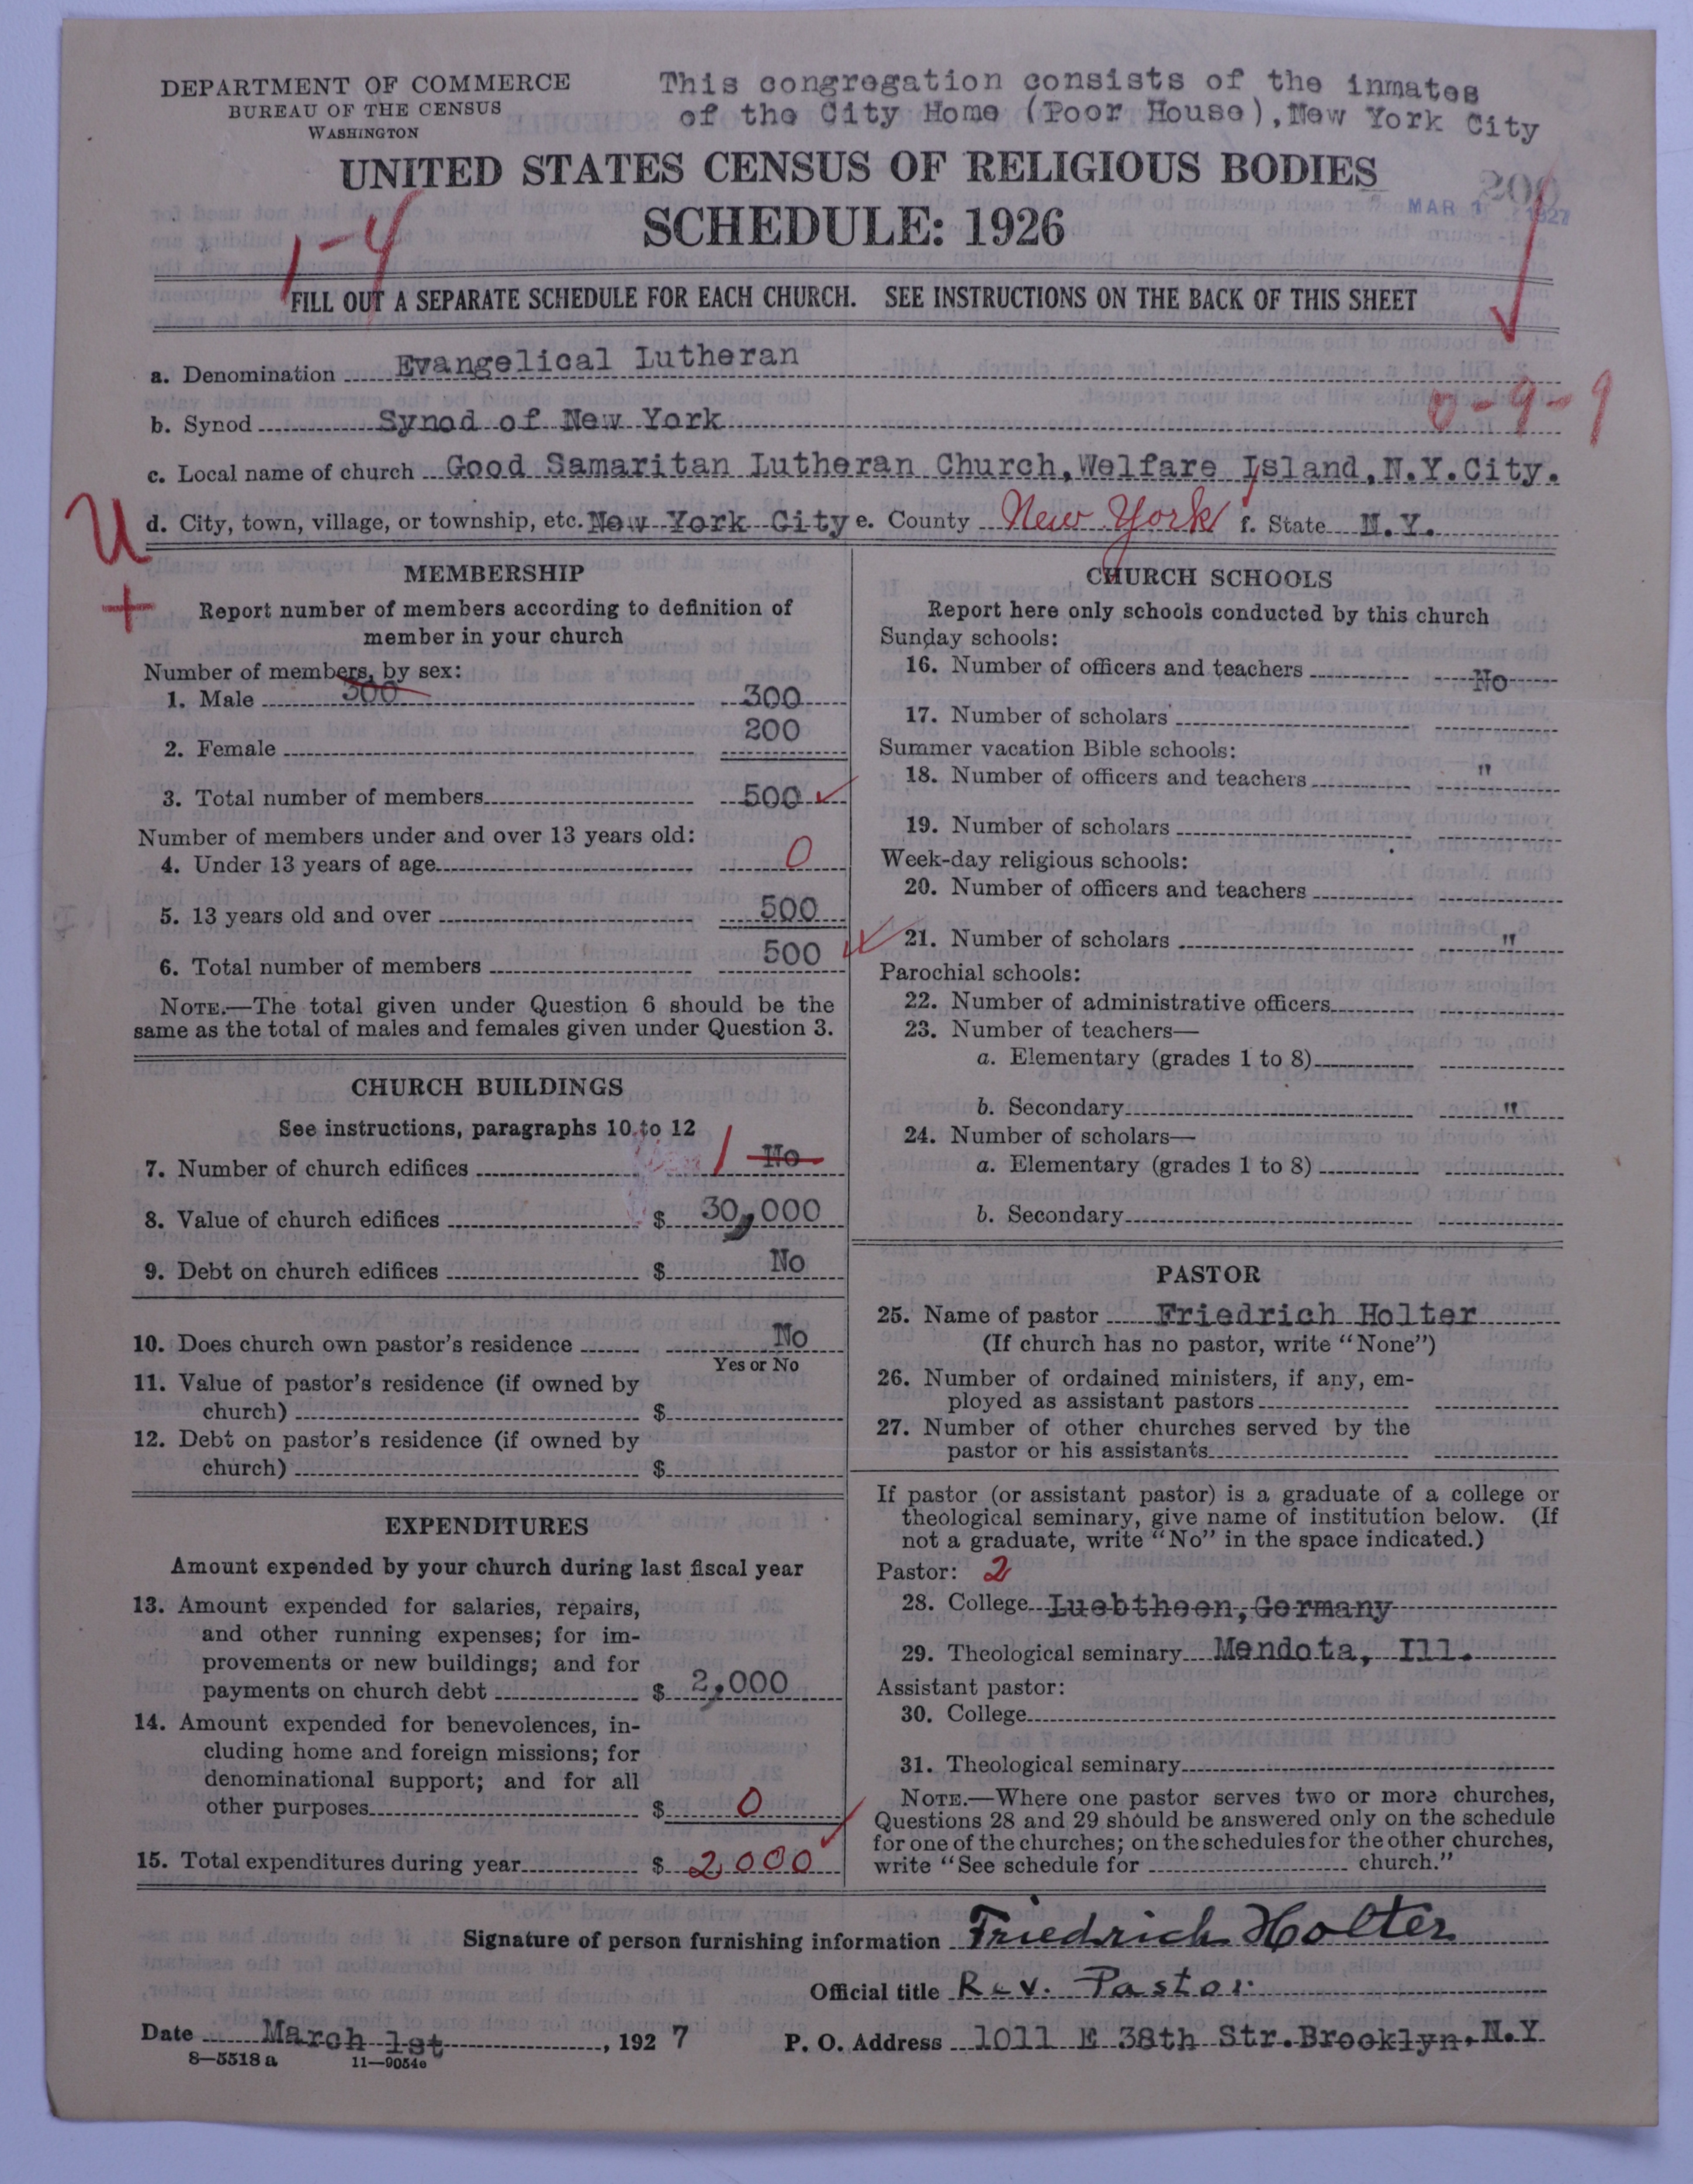 DEPARTMENT OF COMMERCE
BUREAU OF THE CENSUS
WASHINGTON
This congregation consists of the inmates
of the City Home (Poor House), New York City
UNITED STATES CENSUS OF RELIGIOUS BODIES
SCHEDULE: 1926
200
MAR 1 1927
1-4
FILL OUT A SEPARATE SCHEDULE FOR EACH CHURCH. SEE INSTRUCTIONS ON THE BACK OF THIS SHEET
a. Denomination Evangelical Lutheran
b. Synod Synod of New York
0-9-9
c. Local name of church Good Samaritan Lutheran Church, Welfare Island, N.Y.City.
U
d. City, town, village, or township, etc. New York City e. County New York f. State N.Y.
+
MEMBERSHIP
Report number of members according to definition of
member in your church
Number of members, by sex:
1. Male 300 300
2. Female 200
3. Total number of members 500
Number of members under and over 13 years old:
4. Under 13 years of age 0
5. 13 years old and over 500
6. Total number of members 500
NOTE.—The total given under Question 6 should be the
same as the total of males and females given under Question 3.
CHURCH BUILDINGS
See instructions, paragraphs 10 to 12
7. Number of church edifices 1 No
8. Value of church edifices $ 30,000
9. Debt on church edifices $ No
10. Does church own pastor's residence No
Yes or No
11. Value of pastor's residence (if owned by
church) $
12. Debt on pastor's residence (if owned by
church) $
EXPENDITURES
Amount expended by your church during last fiscal year
13. Amount expended for salaries, repairs,
and other running expenses; for im-
provements or new buildings; and for
payments on church debt $ 2,000
14. Amount expended for benevolences, in-
cluding home and foreign missions; for
denominational support; and for all
other purposes $ 0
15. Total expenditures during year $ 2,000
CHURCH SCHOOLS
Report here only schools conducted by this church
Sunday schools:
16. Number of officers and teachers No
17. Number of scholars
Summer vacation Bible schools:
18. Number of officers and teachers "
19. Number of scholars
Week-day religious schools:
20. Number of officers and teachers
21. Number of scholars "
Parochial schools:
22. Number of administrative officers
23. Number of teachers—
a. Elementary (grades 1 to 8)
b. Secondary "
24. Number of scholars—
a. Elementary (grades 1 to 8)
b. Secondary
PASTOR
25. Name of pastor Friedrich Holter
(If church has no pastor, write "None")
26. Number of ordained ministers, if any, em-
ployed as assistant pastors
27. Number of other churches served by the
pastor or his assistants
If pastor (or assistant pastor) is a graduate of a college or
theological seminary, give name of institution below. (If
not a graduate, write "No" in the space indicated.)
Pastor: 2
28. College Luebtheen, Germany
29. Theological seminary Mendota, Ill.
Assistant pastor:
30. College
31. Theological seminary
NOTE.—Where one pastor serves two or more churches,
Questions 28 and 29 should be answered only on the schedule
for one of the churches; on the schedules for the other churches,
write "See schedule for church."
Signature of person furnishing information Friedrich Holter
Official title Rev. Pastor
Date March 1st, 1927 P. O. Address 1011 E 38th Str. Brooklyn, N.Y.
8—5518 a 11—9054e